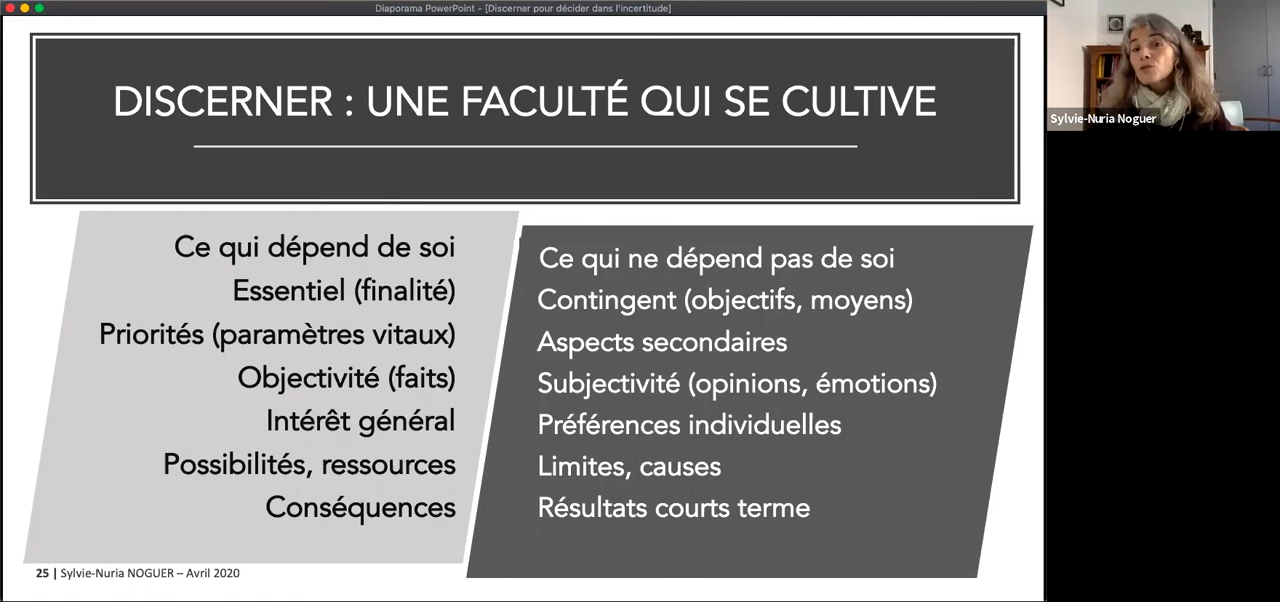 Diaporama PowerPoint - [Discerner pour décider dans l'incertitude]
DISCERNER : UNE FACULTÉ QUI SE CULTIVE
Ce qui dépend de soi
Essentiel (finalité)
Priorités (paramètres vitaux)
Objectivité (faits)
Intérêt général
Possibilités, ressources
Conséquences
Ce qui ne dépend pas de soi
Contingent (objectifs, moyens)
Aspects secondaires
Subjectivité (opinions, émotions)
Préférences individuelles
Limites, causes
Résultats courts terme
25 | Sylvie-Nuria NOGUER – Avril 2020
Sylvie-Nuria Noguer